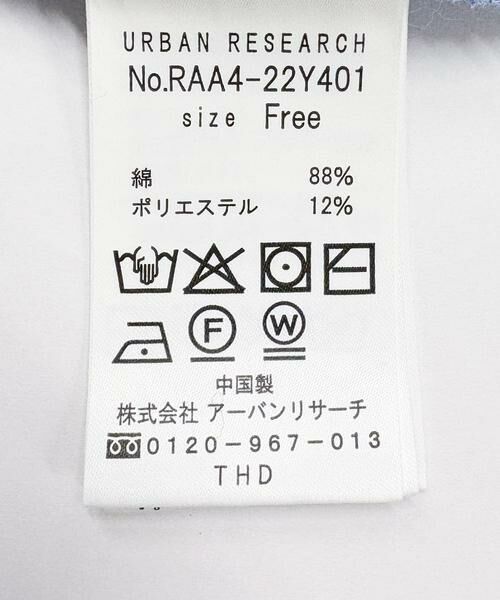 URBAN RESEARCH
No.RAA4-22Y401
size Free
綿 88%
ポリエステル 12%
F W
中国製
株式会社 アーバンリサーチ
0120-967-013
THD